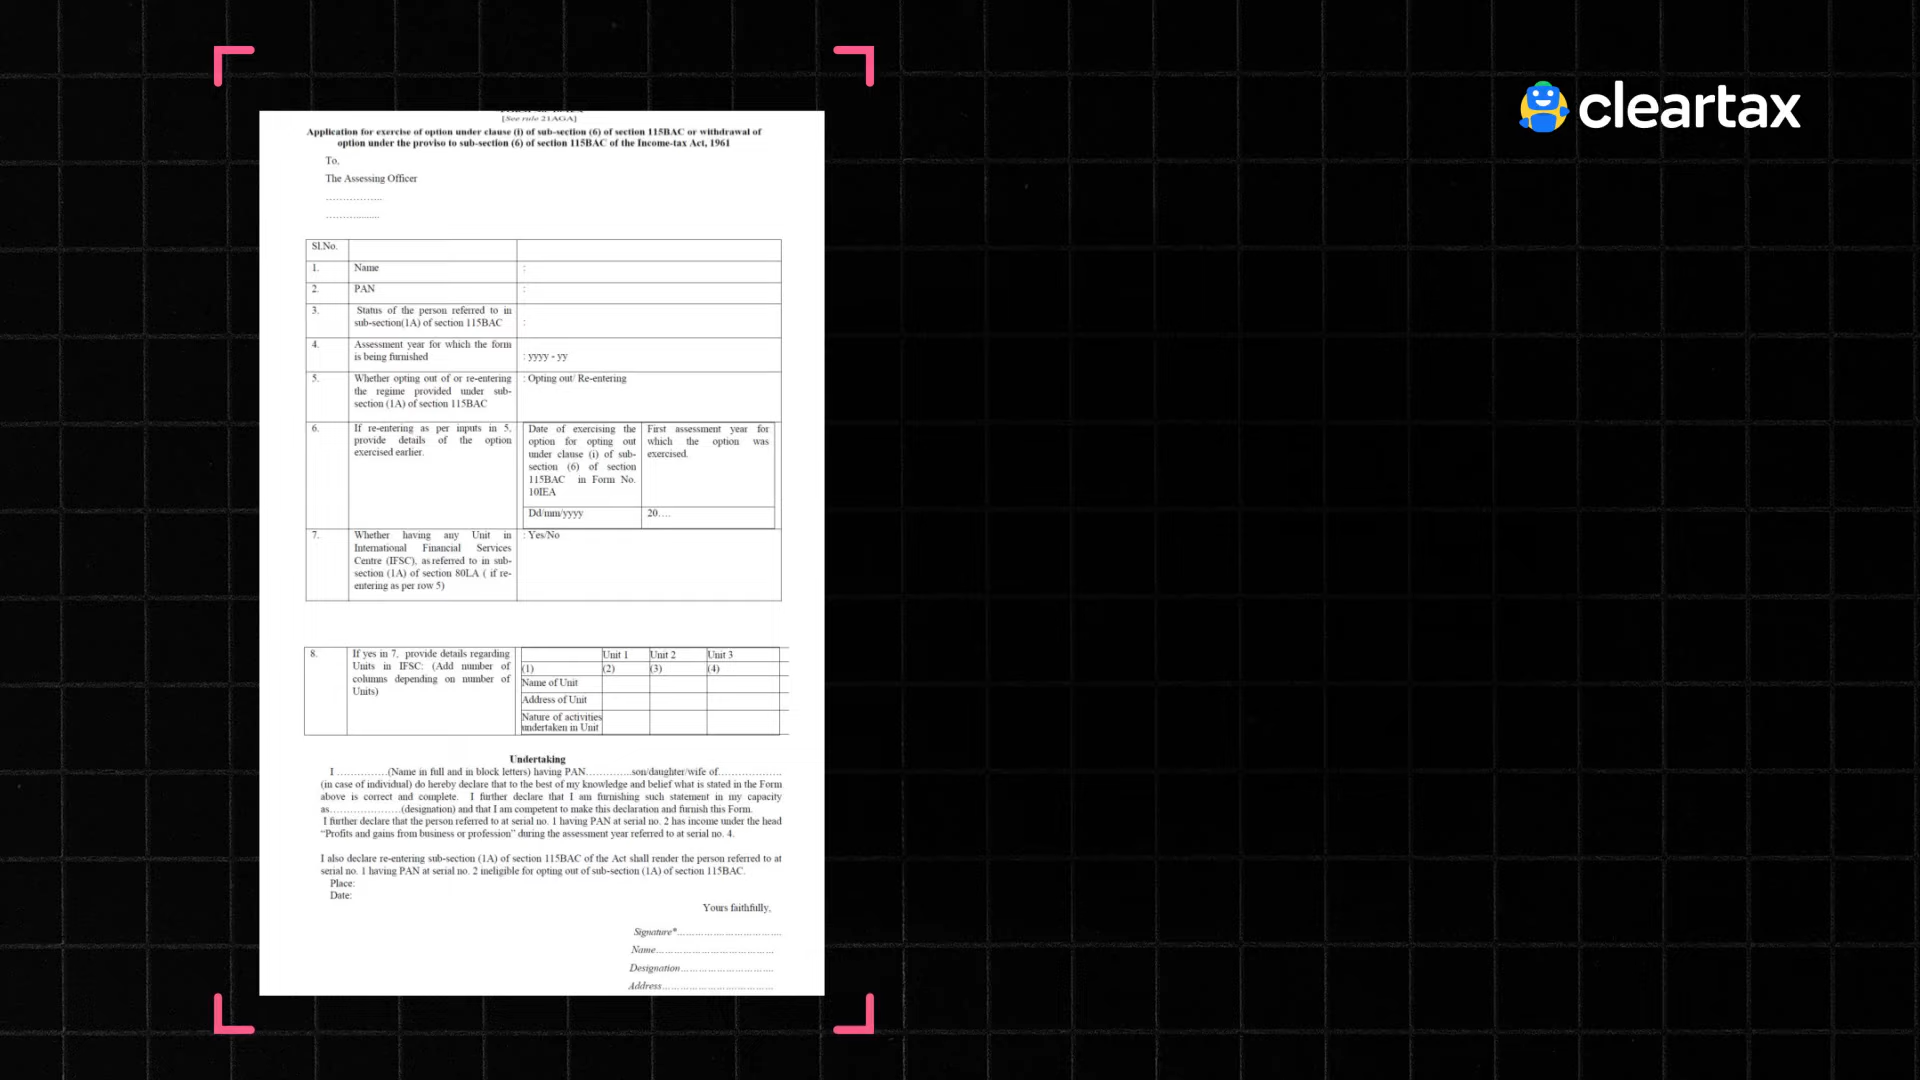 [See rule 21AGA]
Application for exercise of option under clause (i) of sub-section (6) of section 115BAC or withdrawal of
option under the proviso to sub-section (6) of section 115BAC of the Income-tax Act, 1961
To,
The Assessing Officer
………………
………………
cleartax
Sl.No.
1. Name :
2. PAN :
3. Status of the person referred to in
sub-section(1A) of section 115BAC :
4. Assessment year for which the form
is being furnished : yyyy - yy
5. Whether opting out of or re-entering : Opting out/ Re-entering
the regime provided under sub-
section (1A) of section 115BAC
6. If re-entering as per inputs in 5,
provide details of the option
exercised earlier.
Date of exercising the
option for opting out
under clause (i) of sub-
section (6) of section
115BAC in Form No.
10IEA
First assessment year for
which the option was
exercised.
Dd/mm/yyyy 20….
7. Whether having any Unit in : Yes/No
International Financial Services
Centre (IFSC), as referred to in sub-
section (1A) of section 80LA ( if re-
entering as per row 5)
8. If yes in 7, provide details regarding
Units in IFSC: (Add number of
columns depending on number of
Units)
Unit 1 Unit 2 Unit 3
(1) (2) (3) (4)
Name of Unit
Address of Unit
Nature of activities
undertaken in Unit
Undertaking
I ……………(Name in full and in block letters) having PAN…………..son/daughter/wife of………………
(in case of individual) do hereby declare that to the best of my knowledge and belief what is stated in the Form
above is correct and complete. I further declare that I am furnishing such statement in my capacity
as…………………(designation) and that I am competent to make this declaration and furnish this Form.
I further declare that the person referred to at serial no. 1 having PAN at serial no. 2 has income under the head
“Profits and gains from business or profession” during the assessment year referred to at serial no. 4.
I also declare re-entering sub-section (1A) of section 115BAC of the Act shall render the person referred to at
serial no. 1 having PAN at serial no. 2 ineligible for opting out of sub-section (1A) of section 115BAC.
Place:
Date:
Yours faithfully,
Signature*…………………………
Name……………………………
Designation………………………
Address……………………………